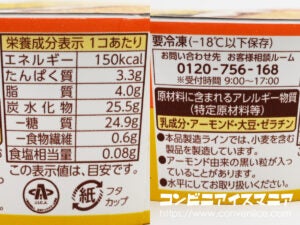 栄養成分表示 1コあたり
エネルギー 150kcal
たんぱく質 3.3g
脂質 4.0g
炭水化物 25.5g
-糖質 24.9g
-食物繊維 0.6g
食塩相当量 0.08g
この表示値は、目安です。
紙 フタ
カップ
要冷凍(-18℃以下保存)
お問い合わせ先 お客様相談ルーム
0120-756-168
※受付時間 9:00〜17:00
原材料に含まれるアレルギー物質
(特定原材料等)
乳成分・アーモンド・大豆・ゼラチン
●本製品製造ラインでは、小麦を含む
製品を製造しています。
●アーモンド由来の黒い粒が入って
いることがあります。
●水平にしてお取り扱いください。
コンビニアイスマニア
https://www.conveniice.com/